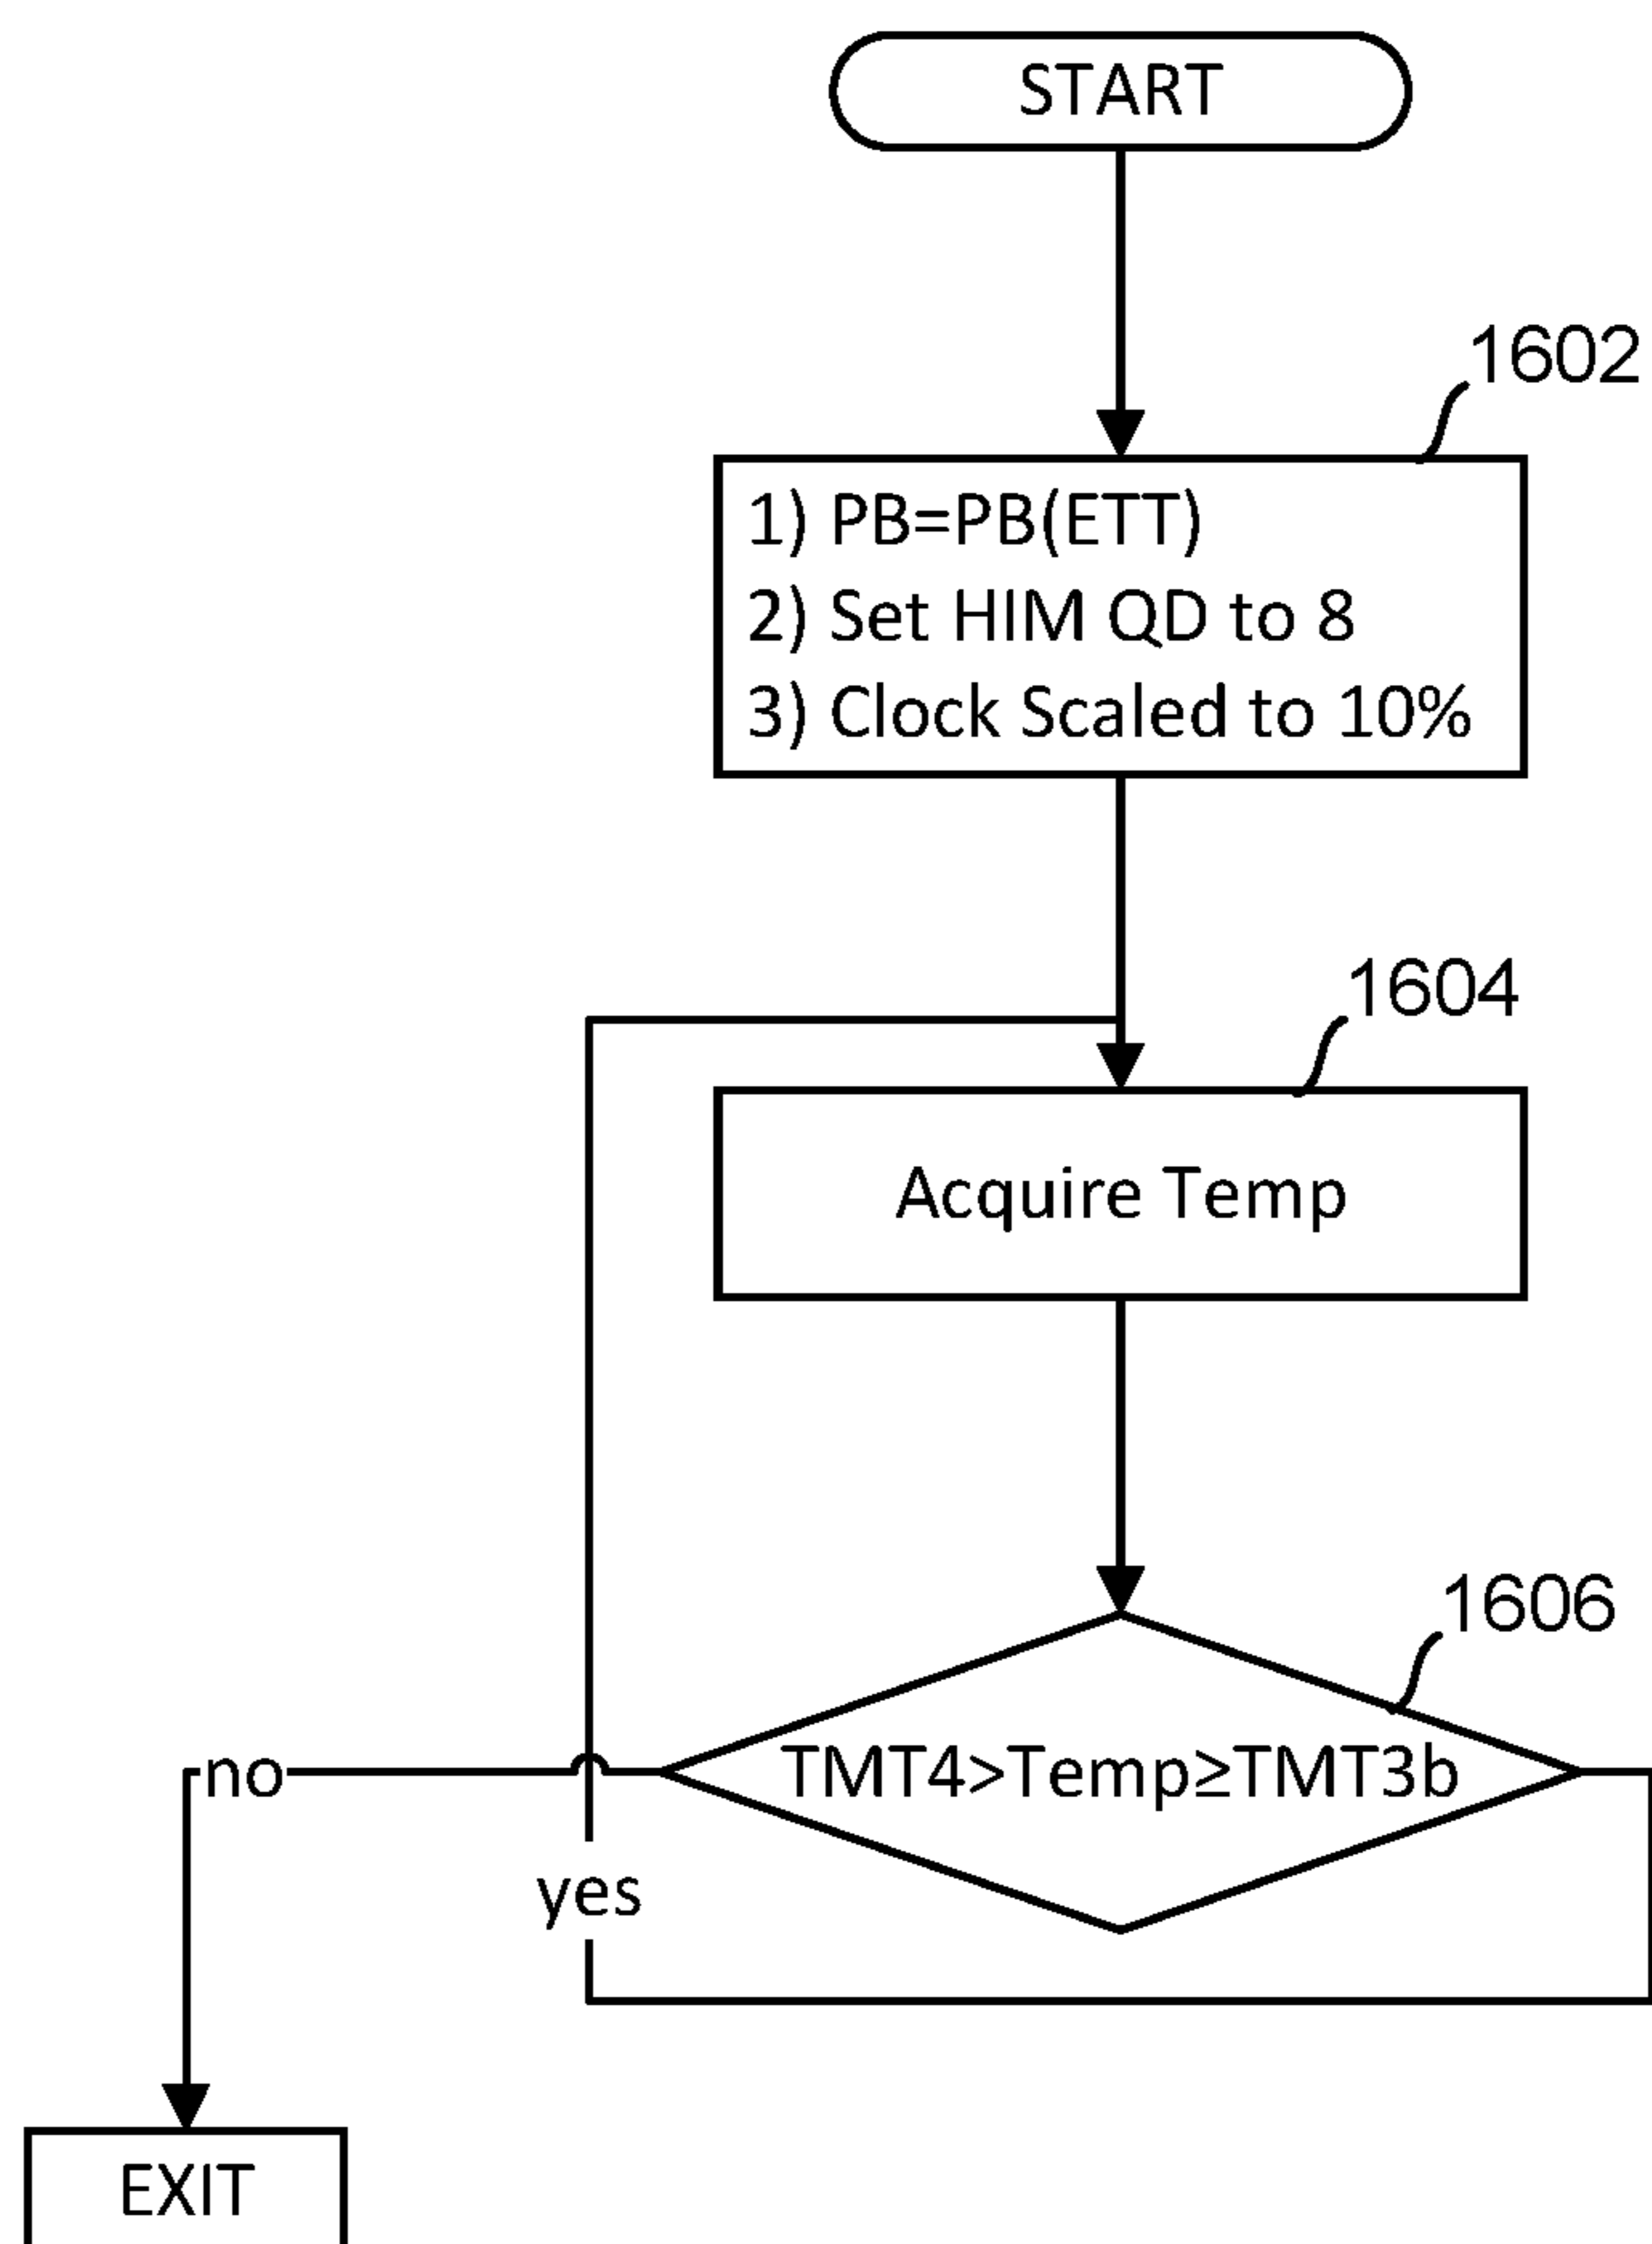 START
1602
1) PB=PB(ETT)
2) Set HIM QD to 8
3) Clock Scaled to 10%
1604
Acquire Temp
1606
TMT4>Temp≥TMT3b
no
yes
EXIT